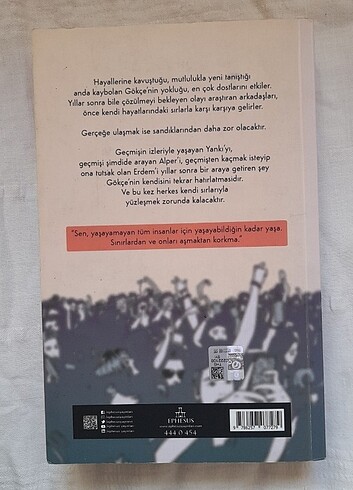 Hayallerine kavuştuğu, mutlulukla yeni tanıştığı
anda kaybolan Gökçe'nin yokluğu, en çok dostlarını etkiler.
Yıllar sonra bile çözülmeyi bekleyen olayı araştıran arkadaşları,
önce kendi hayatlarındaki sırlarla karşı karşıya gelirler.
Gerçeğe ulaşmak ise sandıklarından daha zor olacaktır.
Geçmişin izleriyle yaşayan Yankı'yı,
geçmişi şimdide arayan Alper'i, geçmişten kaçmak isteyip
ona tutsak olan Erdem'i yıllar sonra bir araya getiren şey
Gökçe'nin kendisini tekrar hatırlatmasıdır.
Ve bu kez herkes kendi sırlarıyla
yüzleşmek zorunda kalacaktır.
"Sen, yaşayamayan tüm insanlar için yaşayabildiğin kadar yaşa.
Sınırlardan ve onları aşmaktan korkma."
EPHESUS
444 0 454